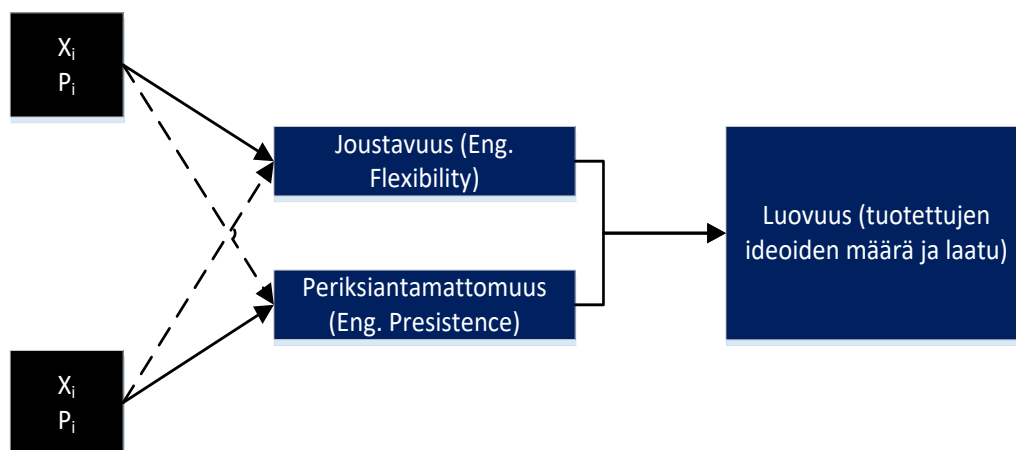 Xᵢ
Pᵢ
Joustavuus (Eng.
Flexibility)
Luovuus (tuotettujen
ideoiden määrä ja laatu)
Periksiantamattomuus
(Eng. Presistence)
Xᵢ
Pᵢ